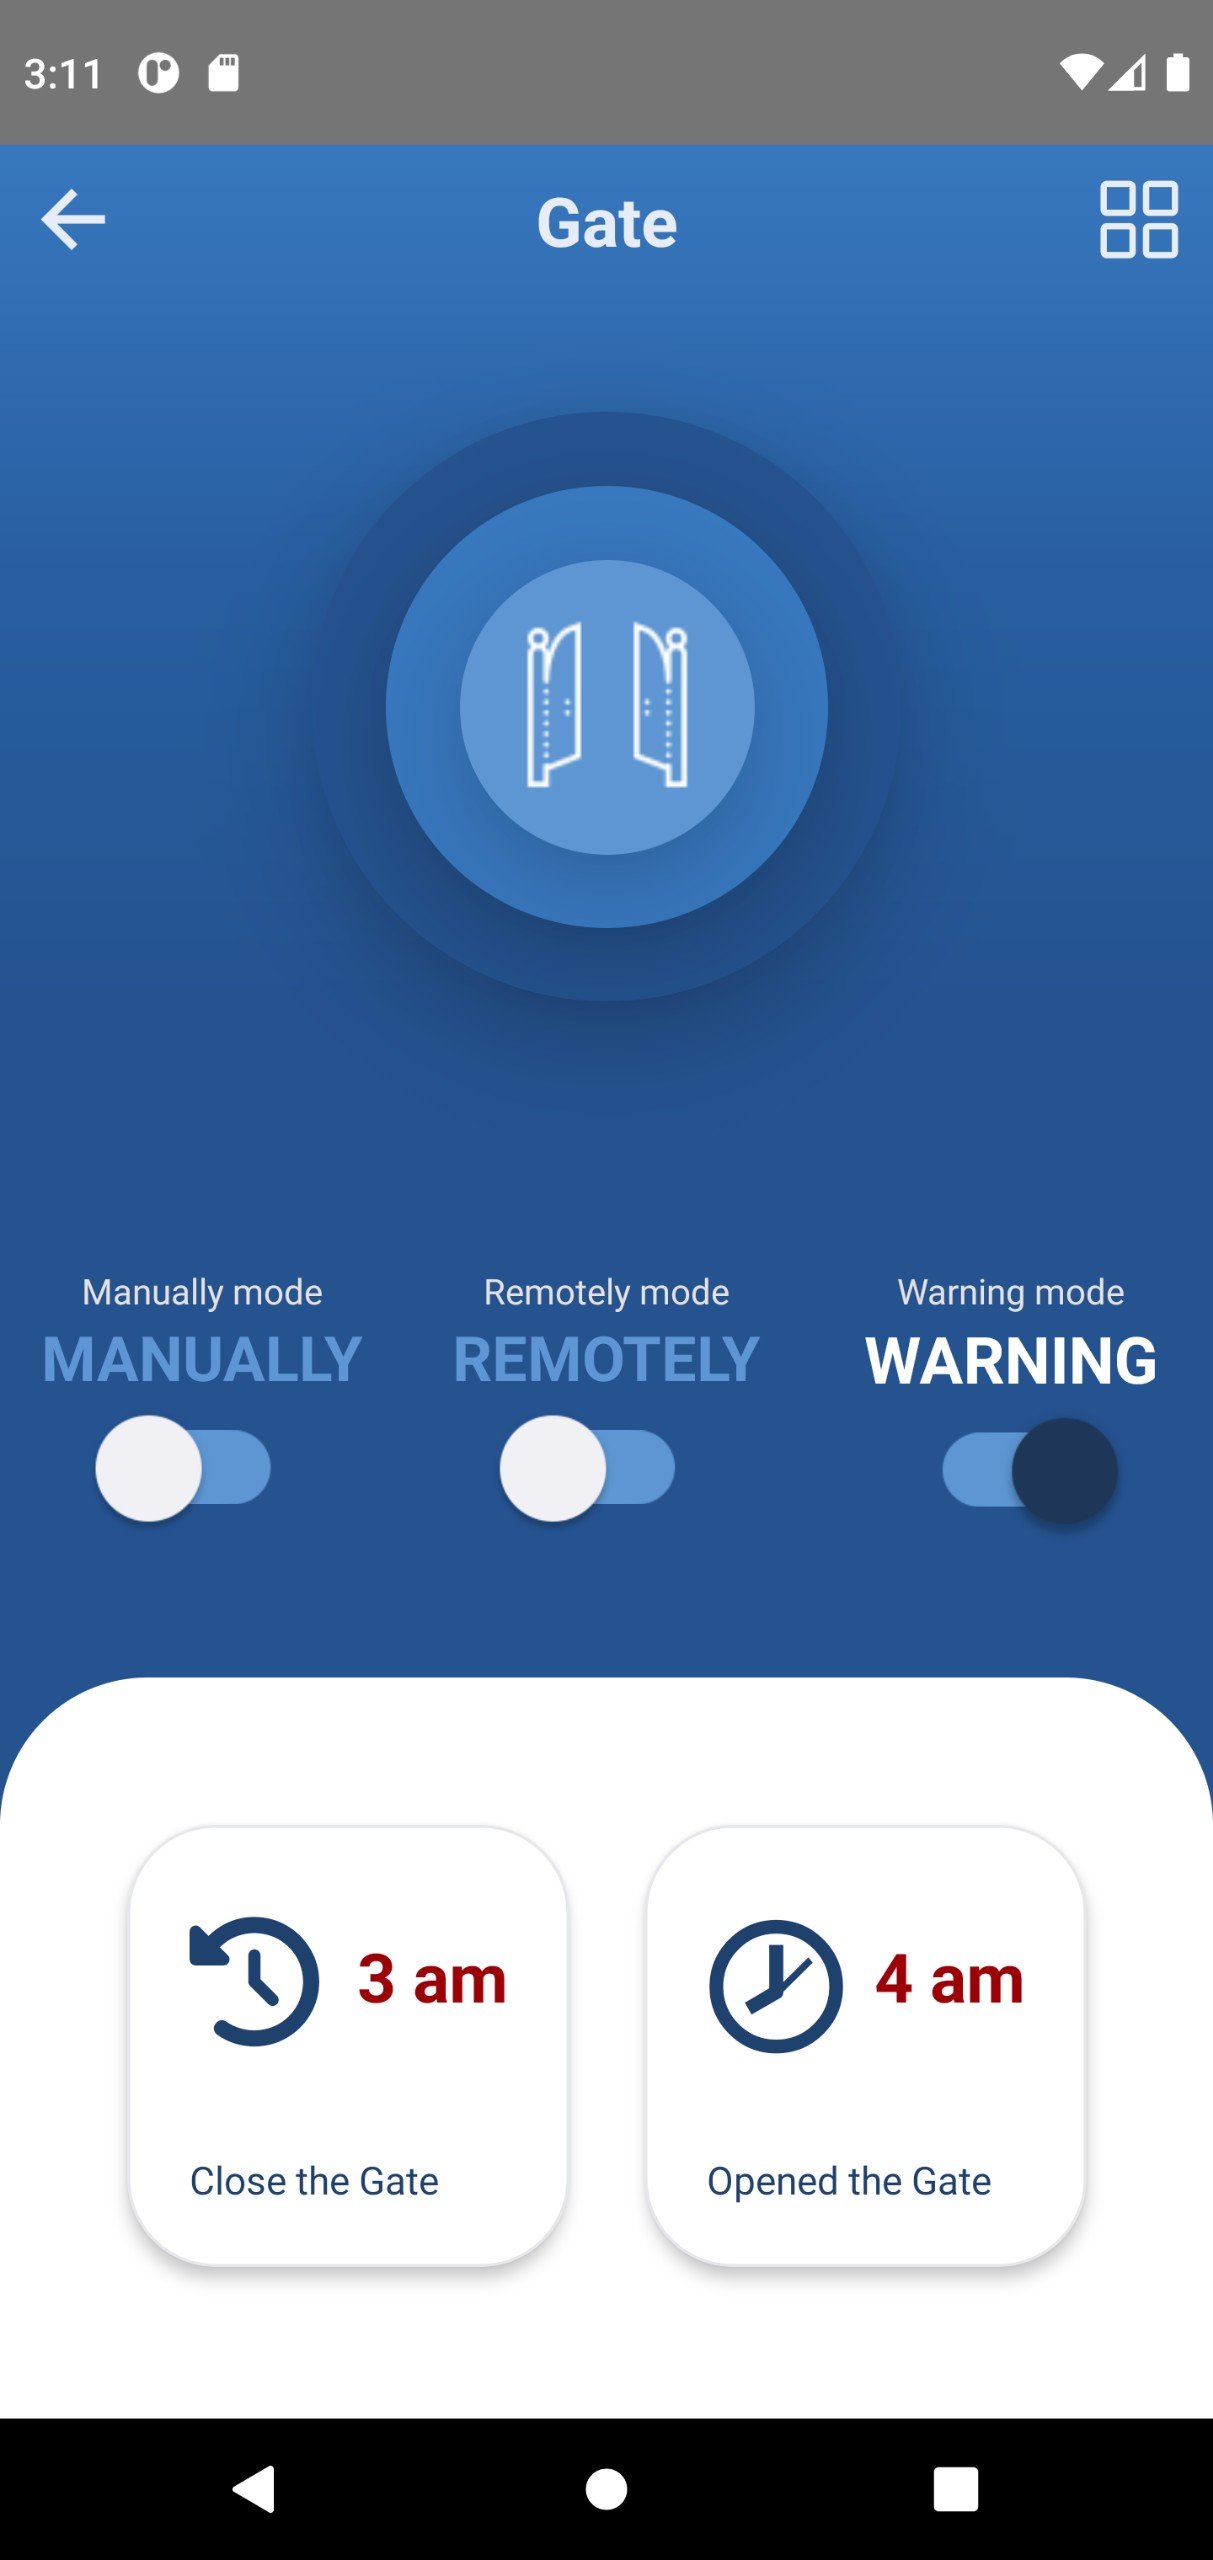 3:11
Gate
Manually mode Remotely mode Warning mode
MANUALLY REMOTELY WARNING
3 am 4 am
Close the Gate Opened the Gate